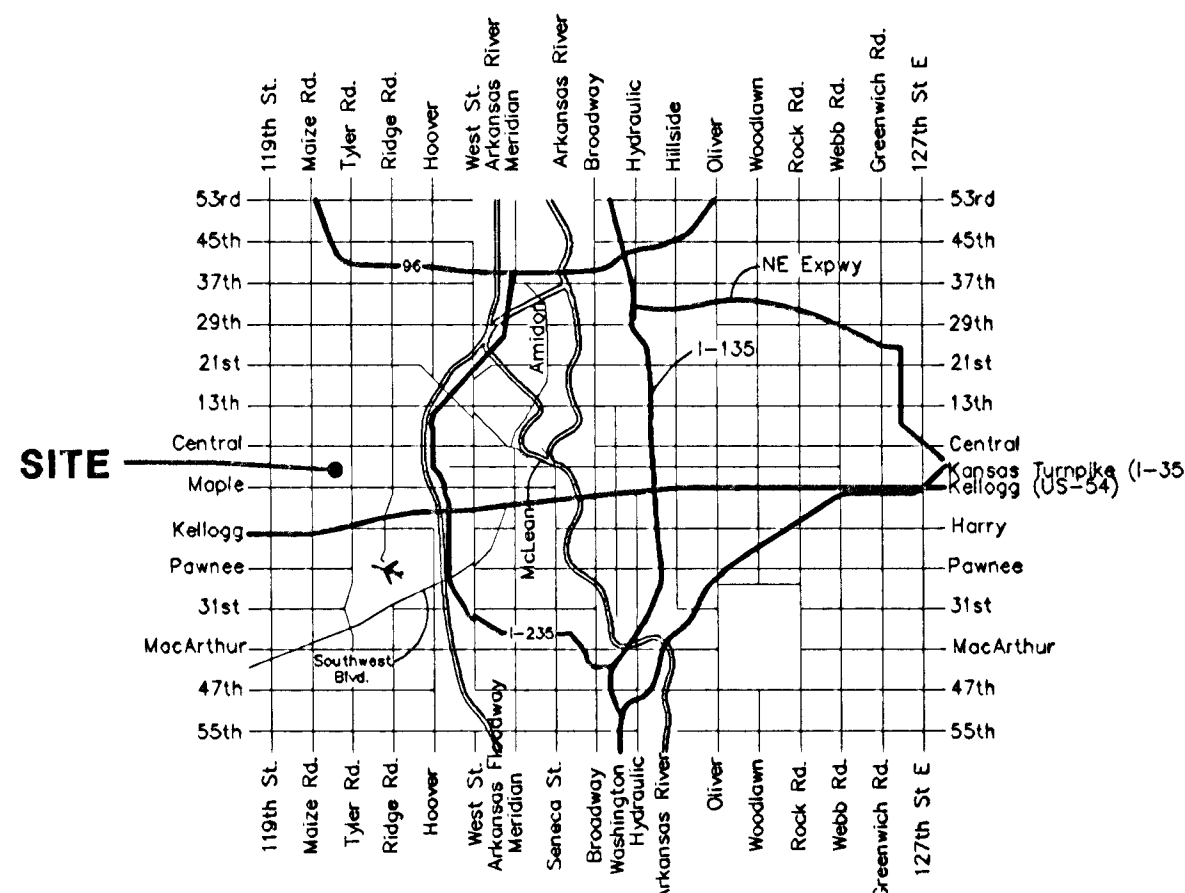 119th St.
Maize Rd.
Tyler Rd.
Ridge Rd.
Hoover
West St.
Arkansas River
Meridian
Arkansas River
Broadway
Hydraulic
Hillside
Oliver
Woodlawn
Rock Rd.
Webb Rd.
Greenwich Rd.
127th St E
53rd
53rd
45th
45th
96
NE Expwy
37th
37th
29th
29th
Amidon
I-135
21st
21st
13th
13th
Central
Central
SITE
Kansas Turnpike (I-35
Maple
Kellogg (US-54)
Kellogg
Harry
McLean
Pawnee
Pawnee
31st
31st
I-235
MacArthur
MacArthur
Southwest
Blvd.
47th
47th
55th
55th
119th St.
Maize Rd.
Tyler Rd.
Ridge Rd.
Hoover
West St.
Arkansas Floodway
Meridian
Seneca St.
Broadway
Washington
Hydraulic
Arkansas River
Oliver
Woodlawn
Rock Rd.
Webb Rd.
Greenwich Rd.
127th St E